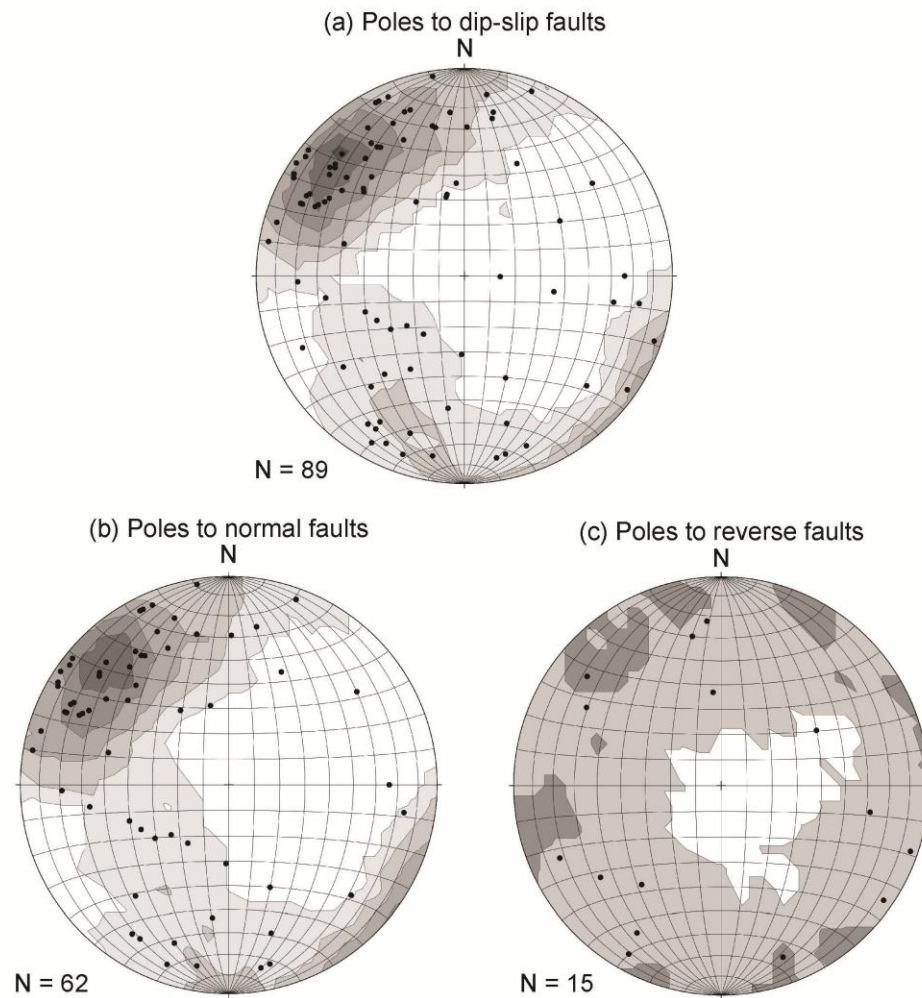 (a) Poles to dip-slip faults
N
N = 89
(b) Poles to normal faults
N
N = 62
(c) Poles to reverse faults
N
N = 15